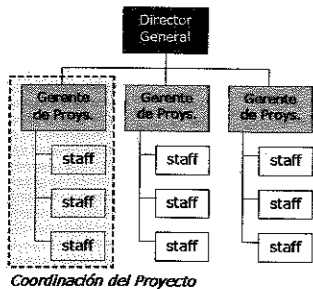 Director
General
Gerente
de Proys.
Gerente
de Proys.
Gerente
de Proys.
staff
staff
staff
staff
staff
staff
staff
staff
staff
Coordinación del Proyecto